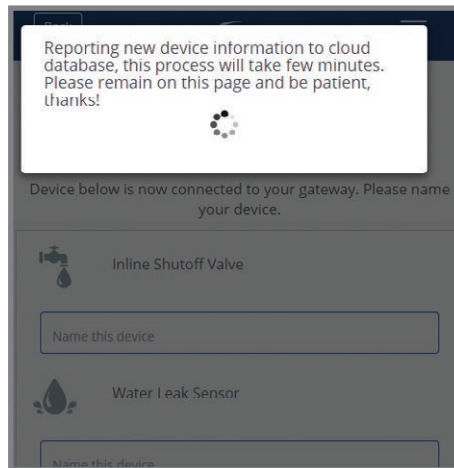 Back
Reporting new device information to cloud
database, this process will take few minutes.
Please remain on this page and be patient,
thanks!
Device below is now connected to your gateway. Please name
your device.
Inline Shutoff Valve
Name this device
Water Leak Sensor
Name this device